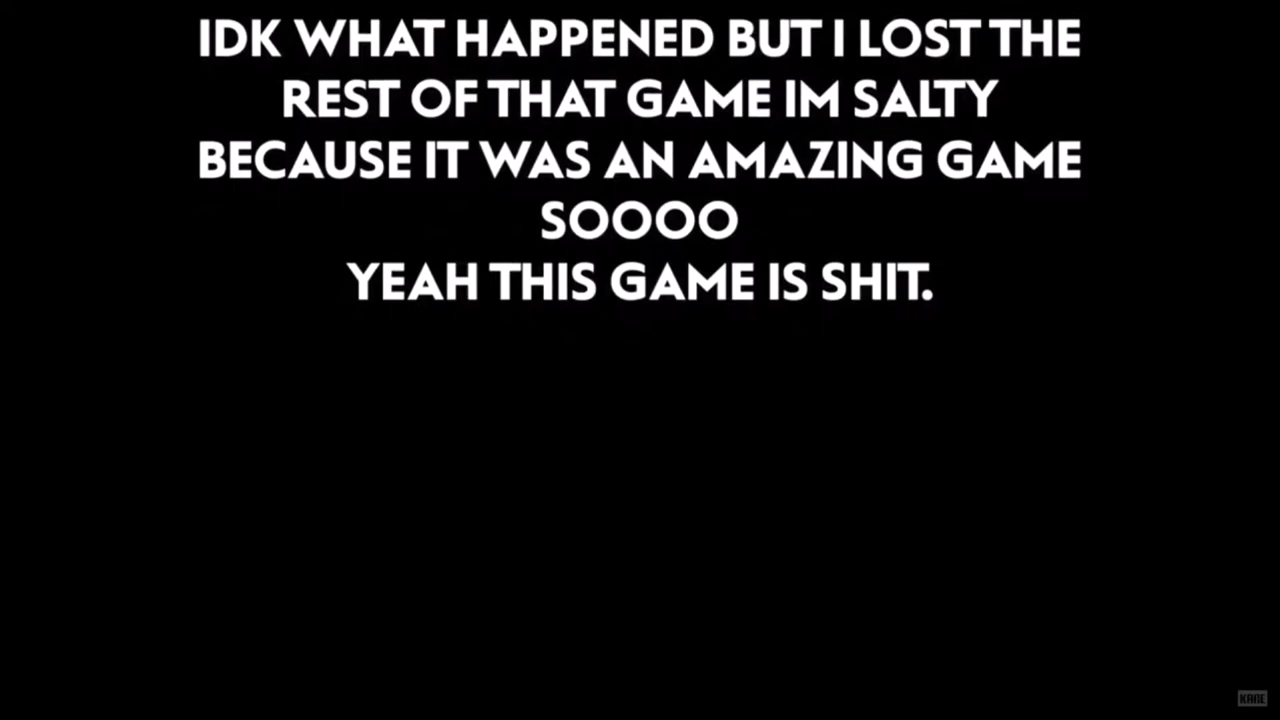 IDK WHAT HAPPENED BUT I LOST THE
REST OF THAT GAME IM SALTY
BECAUSE IT WAS AN AMAZING GAME
SOOOO
YEAH THIS GAME IS SHIT.
KANE